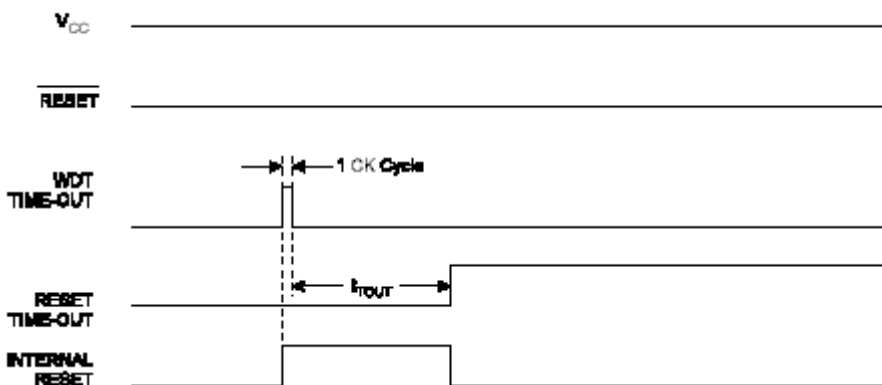 VCC
RESET
1 CK Cycle
WDT
TIME-OUT
tTOUT
RESET
TIME-OUT
INTERNAL
RESET